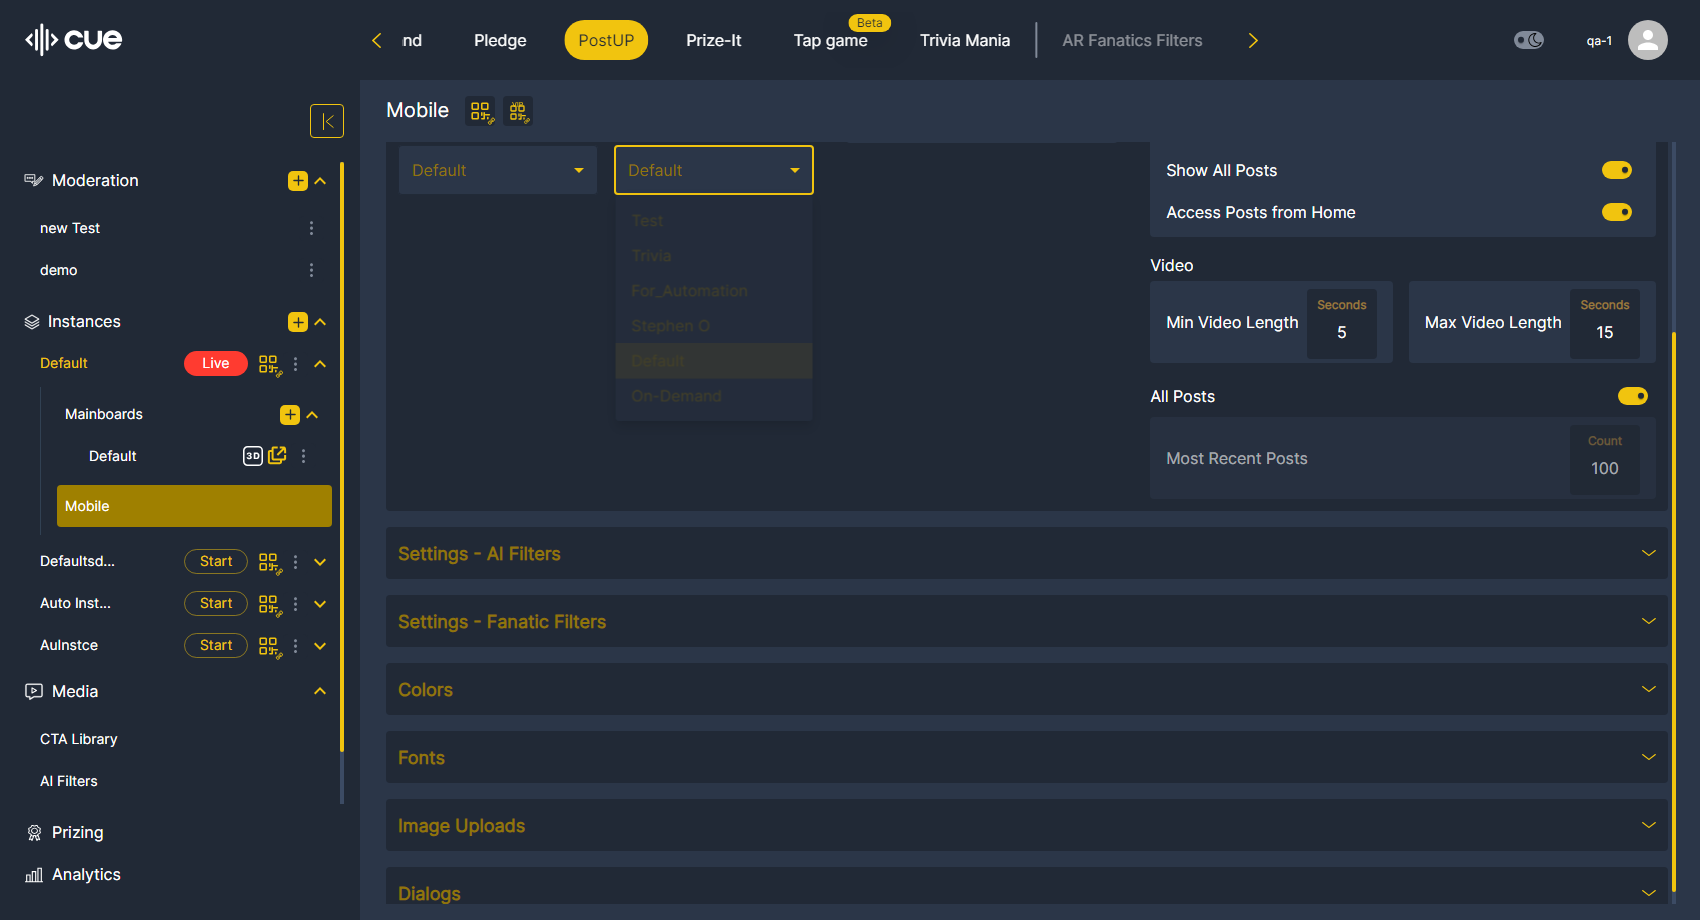 cue
nd
Pledge
PostUP
Prize-It
Beta
Tap game
Trivia Mania
AR Fanatics Filters
qa-1
Moderation
new Test
demo
Instances
Default
Live
Mainboards
Default
3D
Mobile
Defaultsd...
Start
Auto Inst...
Start
AuInstce
Start
Media
CTA Library
AI Filters
Prizing
Analytics
Mobile
Default
Default
Test
Trivia
For_Automation
Stephen O
Default
On-Demand
Show All Posts
Access Posts from Home
Video
Min Video Length
Seconds
5
Max Video Length
Seconds
15
All Posts
Most Recent Posts
Count
100
Settings - AI Filters
Settings - Fanatic Filters
Colors
Fonts
Image Uploads
Dialogs